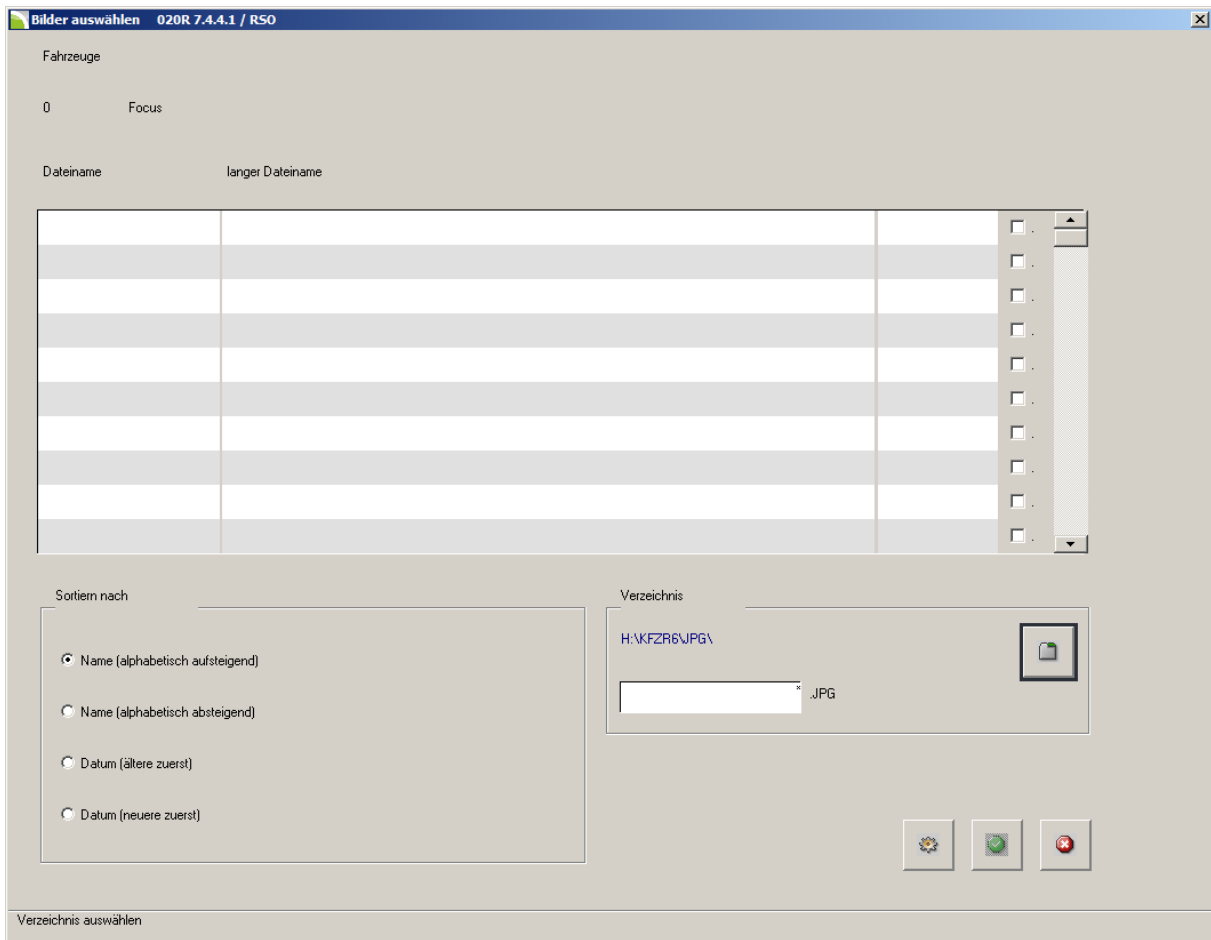 Bilder auswählen 020R 7.4.4.1 / RSO
Fahrzeuge
0 Focus
Dateiname langer Dateiname
.
.
.
.
.
.
.
.
.
.
Sortiern nach
Name (alphabetisch aufsteigend)
Name (alphabetisch absteigend)
Datum (ältere zuerst)
Datum (neuere zuerst)
Verzeichnis
H:\KFZR6\JPG\
* .JPG
Verzeichnis auswählen